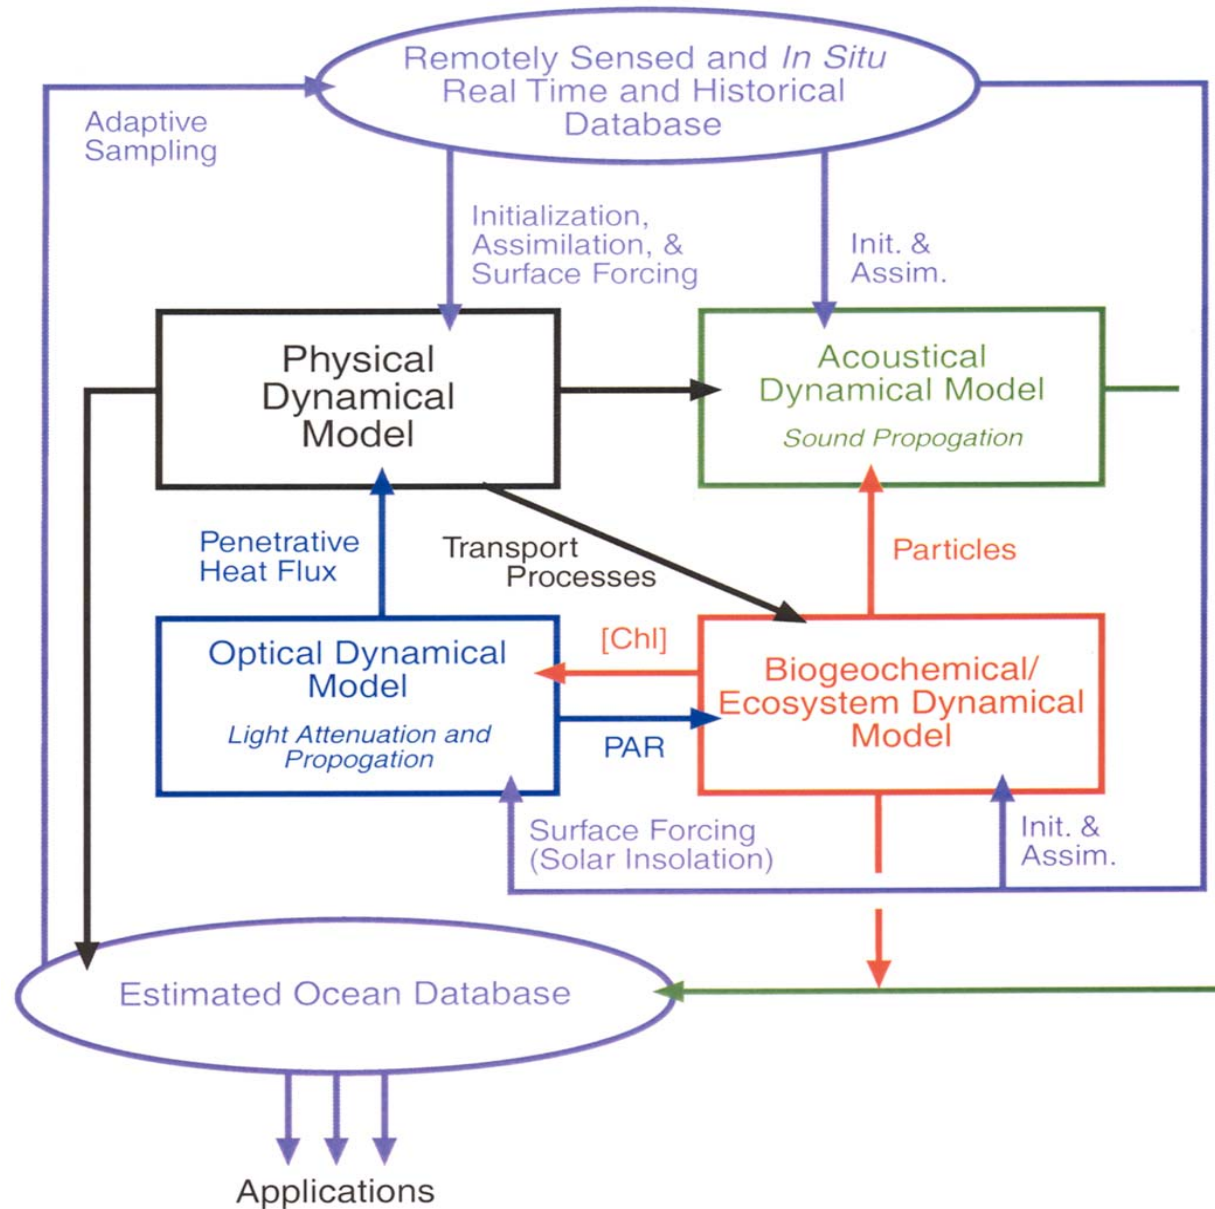 Remotely Sensed and In Situ
Real Time and Historical
Database
Adaptive
Sampling
Initialization,
Assimilation, &
Surface Forcing
Init. &
Assim.
Physical
Dynamical
Model
Acoustical
Dynamical Model
Sound Propogation
Penetrative
Heat Flux
Transport
Processes
Particles
Optical Dynamical
Model
Light Attenuation and
Propogation
[Chl]
PAR
Biogeochemical/
Ecosystem Dynamical
Model
Surface Forcing
(Solar Insolation)
Init. &
Assim.
Estimated Ocean Database
Applications